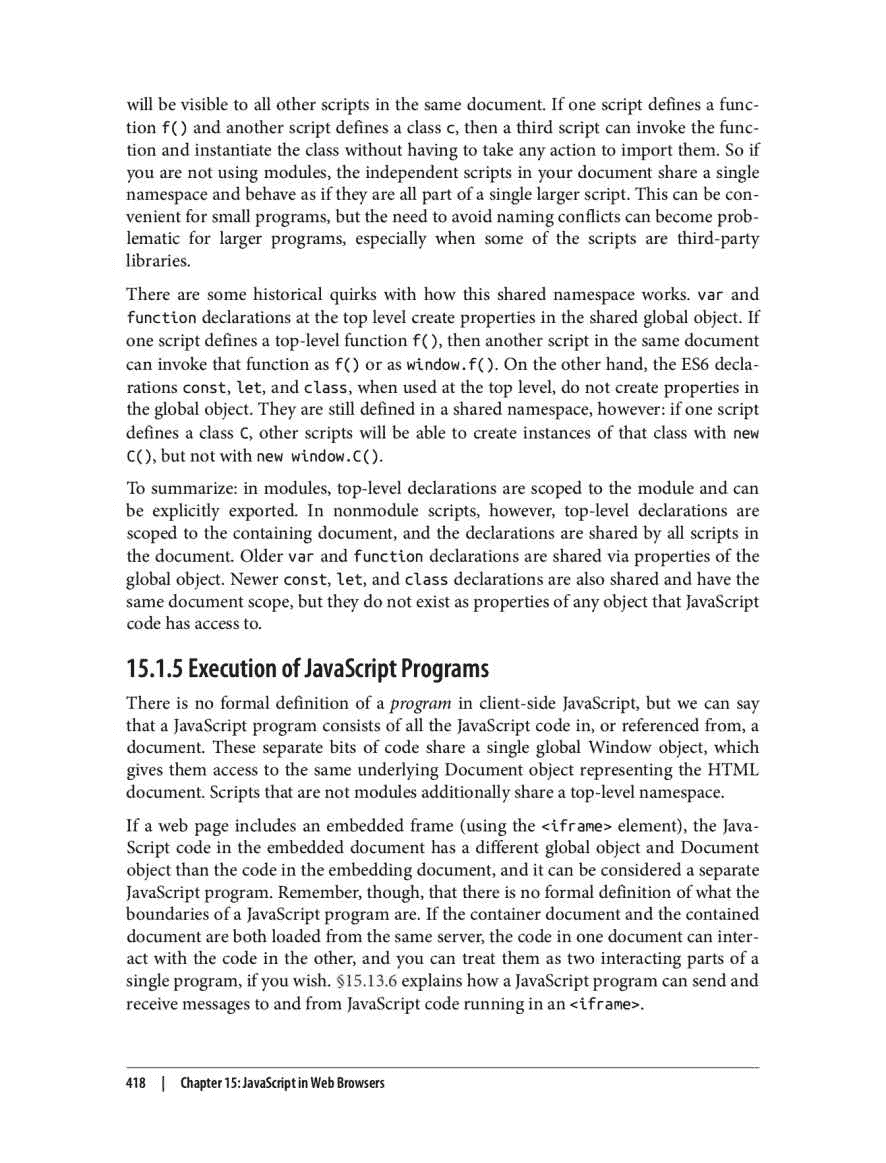 will be visible to all other scripts in the same document. If one script defines a func-
tion f() and another script defines a class c, then a third script can invoke the func-
tion and instantiate the class without having to take any action to import them. So if
you are not using modules, the independent scripts in your document share a single
namespace and behave as if they are all part of a single larger script. This can be con-
venient for small programs, but the need to avoid naming conflicts can become prob-
lematic for larger programs, especially when some of the scripts are third-party
libraries.
There are some historical quirks with how this shared namespace works. var and
function declarations at the top level create properties in the shared global object. If
one script defines a top-level function f(), then another script in the same document
can invoke that function as f() or as window.f(). On the other hand, the ES6 decla-
rations const, let, and class, when used at the top level, do not create properties in
the global object. They are still defined in a shared namespace, however: if one script
defines a class C, other scripts will be able to create instances of that class with new
C(), but not with new window.C().
To summarize: in modules, top-level declarations are scoped to the module and can
be explicitly exported. In nonmodule scripts, however, top-level declarations are
scoped to the containing document, and the declarations are shared by all scripts in
the document. Older var and function declarations are shared via properties of the
global object. Newer const, let, and class declarations are also shared and have the
same document scope, but they do not exist as properties of any object that JavaScript
code has access to.
15.1.5 Execution of JavaScript Programs
There is no formal definition of a program in client-side JavaScript, but we can say
that a JavaScript program consists of all the JavaScript code in, or referenced from, a
document. These separate bits of code share a single global Window object, which
gives them access to the same underlying Document object representing the HTML
document. Scripts that are not modules additionally share a top-level namespace.
If a web page includes an embedded frame (using the <iframe> element), the Java-
Script code in the embedded document has a different global object and Document
object than the code in the embedding document, and it can be considered a separate
JavaScript program. Remember, though, that there is no formal definition of what the
boundaries of a JavaScript program are. If the container document and the contained
document are both loaded from the same server, the code in one document can inter-
act with the code in the other, and you can treat them as two interacting parts of a
single program, if you wish. §15.13.6 explains how a JavaScript program can send and
receive messages to and from JavaScript code running in an <iframe>.
418 | Chapter 15: JavaScript in Web Browsers